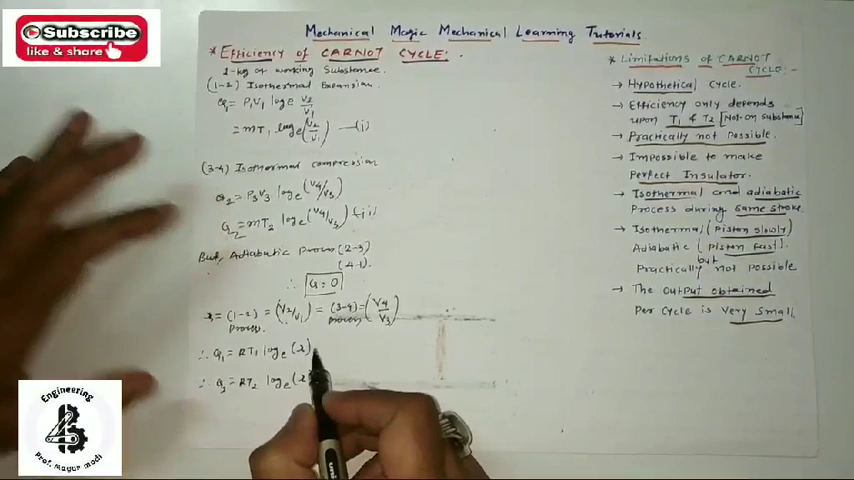 Subscribe
like & share
Mechanical Magic Mechanical Learning Tutorials.
* Efficiency of CARNOT CYCLE:
1-kg of working Substance.
(1-2) Isothermal Expansion.
Q1 = P1V1 loge V2/V1
= mT1 loge (V2/V1) —(i)
(3-4) Isothermal compression
Q2 = P3V3 loge (V4/V3)
Q2 = mT2 loge (V4/V3) (ii)
But, Adiabatic Process (2-3)
(4-1).
∴ Q = 0
= (1-2) = (V2/V1) = (3-4) = (V4/V3)
Process. Process
∴ Q1 = RT1 loge (r)
∴ Q2 = RT2 loge (r
* Limitations of CARNOT
CYCLE:-
→ Hypothetical Cycle.
→ Efficiency only depends
upon T1 & T2 [Not-on substance]
→ Practically not Possible.
→ Impossible to make
Perfect Insulator.
→ Isothermal and adiabatic
Process during same stroke
→ Isothermal (piston slowly)
Adiabatic (piston fast).
but
Practically not Possible
→ The output obtained
Per Cycle is very small.
Engineering
Prof. Mayur modi